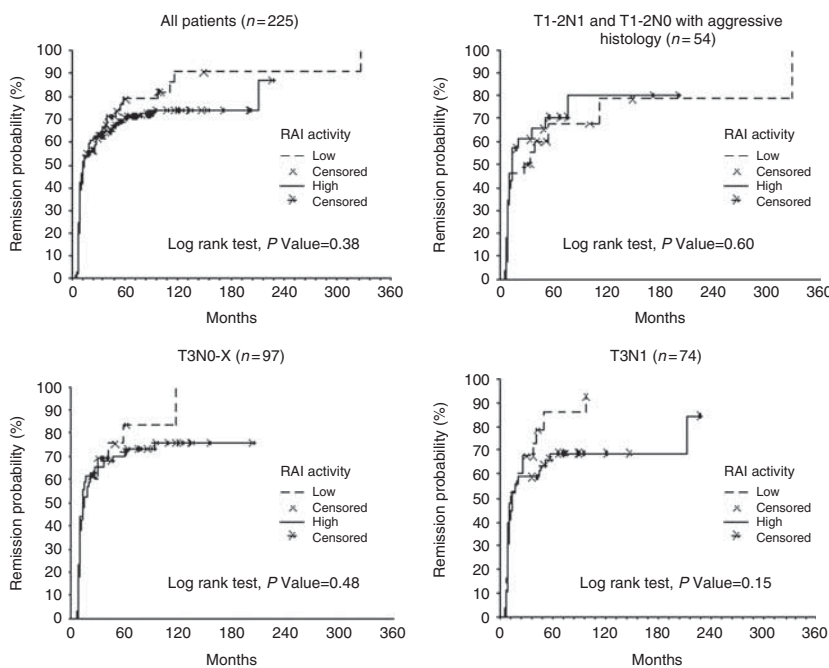 All patients (n=225)
Remission probability (%)
100
90
80
70
60
50
40
30
20
10
0
RAI activity
Low
Censored
High
Censored
Log rank test, P Value=0.38
0 60 120 180 240 300 360
Months
T1-2N1 and T1-2N0 with aggressive
histology (n=54)
Remission probability (%)
100
90
80
70
60
50
40
30
20
10
0
RAI activity
Low
Censored
High
Censored
Log rank test, P Value=0.60
0 60 120 180 240 300 360
Months
T3N0-X (n=97)
Remission probability (%)
100
90
80
70
60
50
40
30
20
10
0
RAI activity
Low
Censored
High
Censored
Log rank test, P Value=0.48
0 60 120 180 240 300 360
Months
T3N1 (n=74)
Remission probability (%)
100
90
80
70
60
50
40
30
20
10
0
RAI activity
Low
Censored
High
Censored
Log rank test, P Value=0.15
0 60 120 180 240 300 360
Months